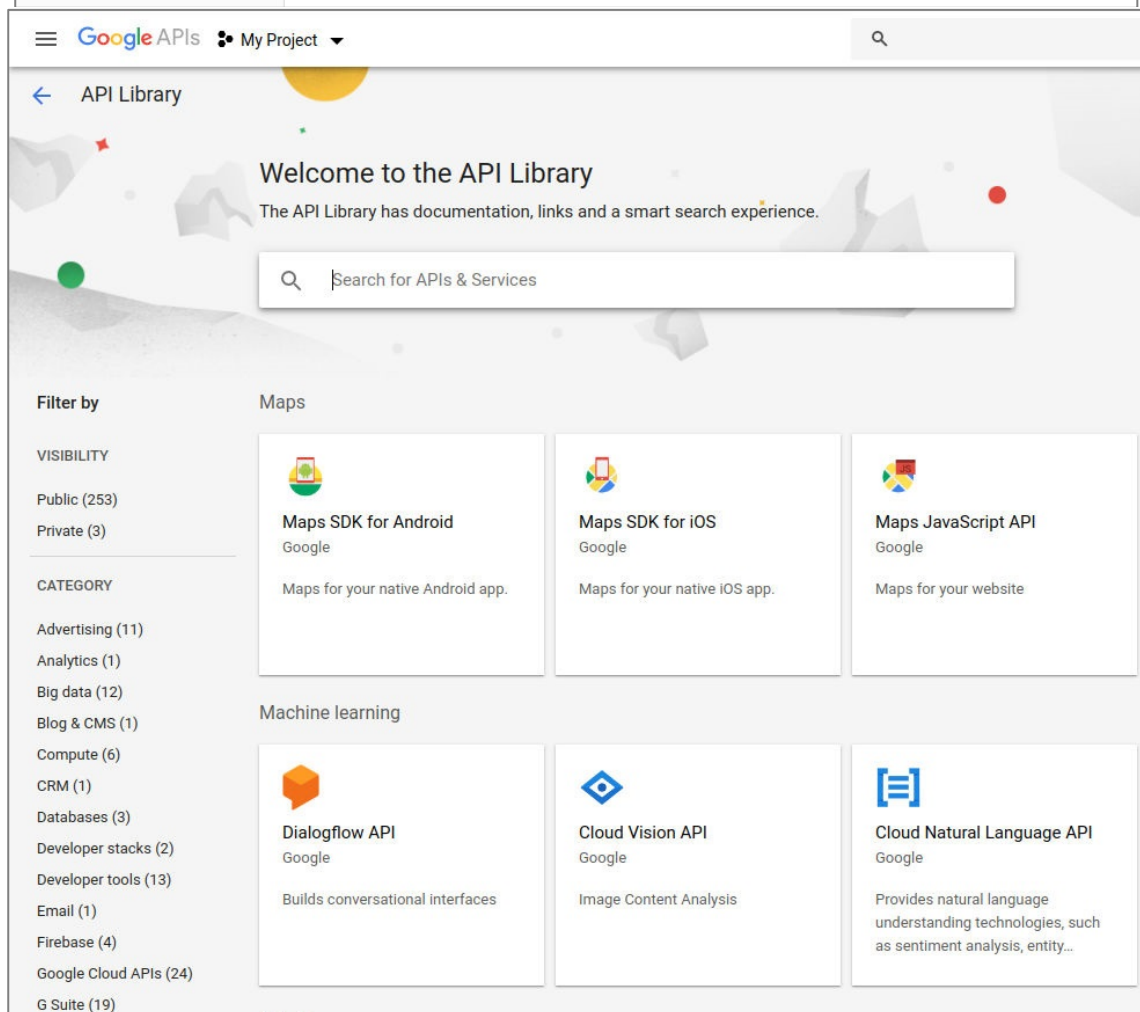 Google APIs My Project
API Library
Welcome to the API Library
The API Library has documentation, links and a smart search experience.
Search for APIs & Services
Filter by
VISIBILITY
Public (253)
Private (3)
CATEGORY
Advertising (11)
Analytics (1)
Big data (12)
Blog & CMS (1)
Compute (6)
CRM (1)
Databases (3)
Developer stacks (2)
Developer tools (13)
Email (1)
Firebase (4)
Google Cloud APIs (24)
G Suite (19)
Maps
Maps SDK for Android
Google
Maps for your native Android app.
Maps SDK for iOS
Google
Maps for your native iOS app.
JS
Maps JavaScript API
Google
Maps for your website
Machine learning
Dialogflow API
Google
Builds conversational interfaces
Cloud Vision API
Google
Image Content Analysis
Cloud Natural Language API
Google
Provides natural language
understanding technologies, such
as sentiment analysis, entity...